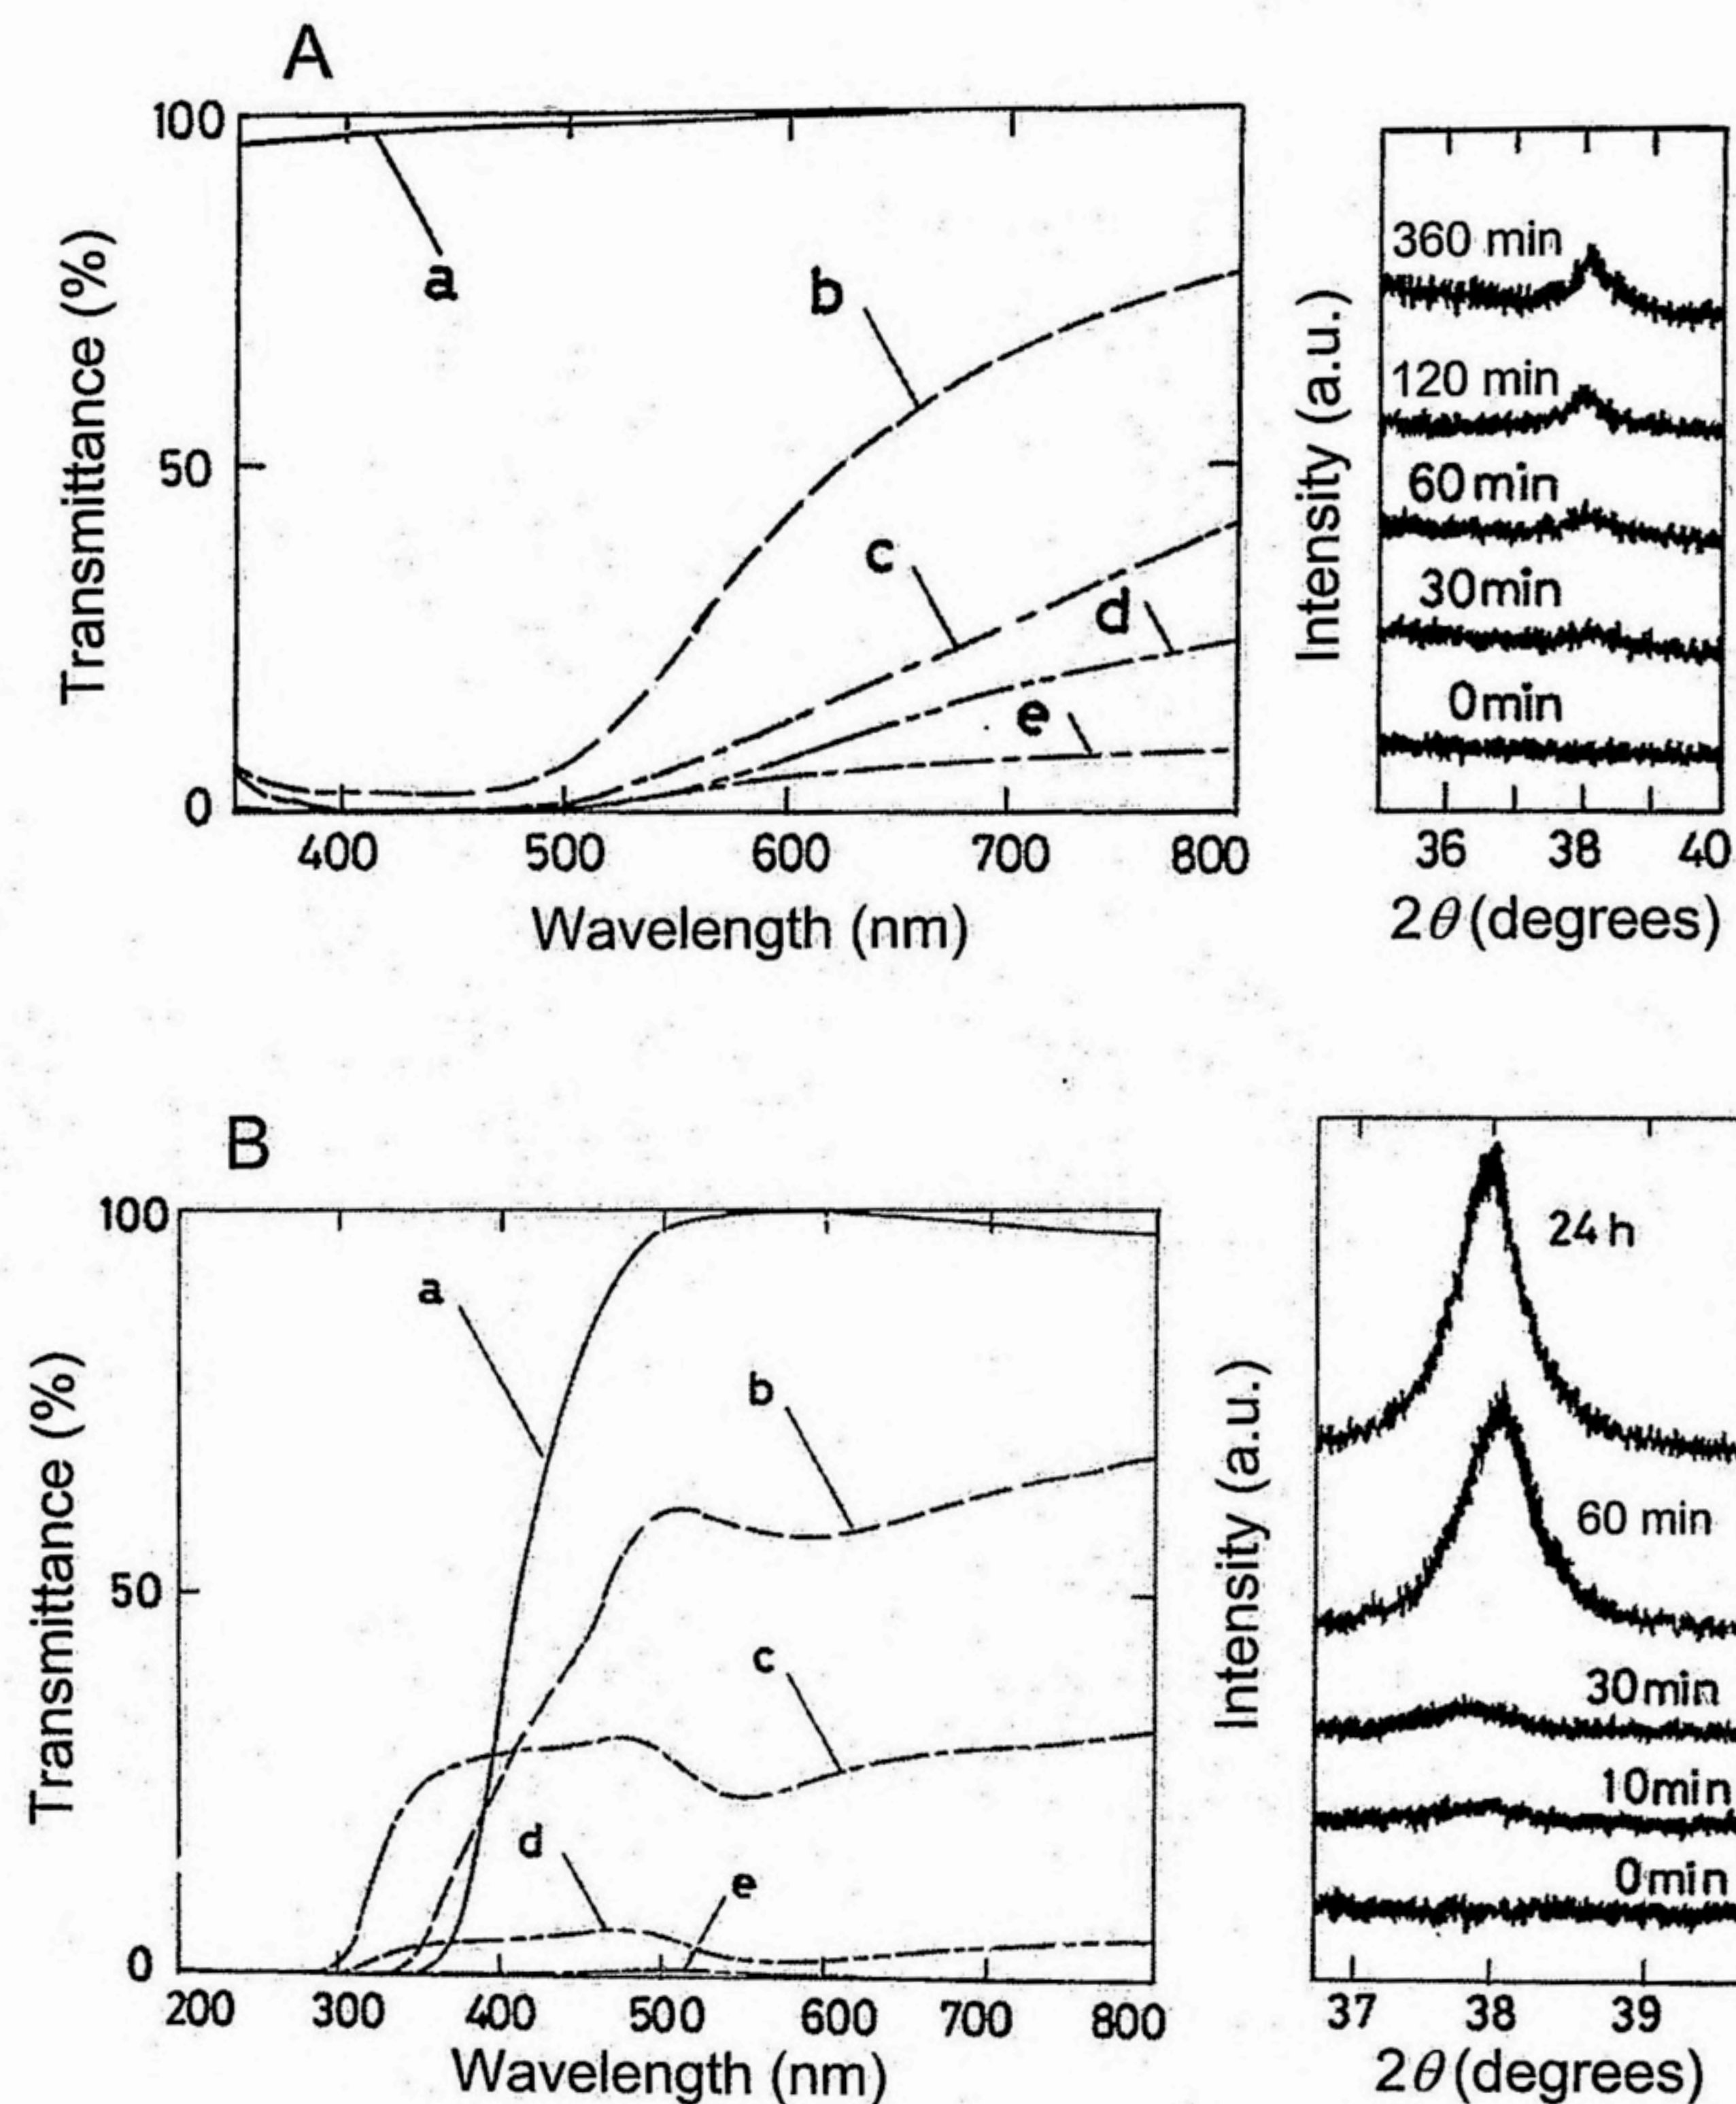 A
100
50
0
Transmittance (%)
a
b
c
d
e
400 500 600 700 800
Wavelength (nm)
Intensity (a.u.)
360 min
120 min
60 min
30 min
0 min
36 38 40
2θ (degrees)
B
100
50
0
Transmittance (%)
a
b
c
d
e
200 300 400 500 600 700 800
Wavelength (nm)
Intensity (a.u.)
24 h
60 min
30 min
10 min
0 min
37 38 39
2θ (degrees)